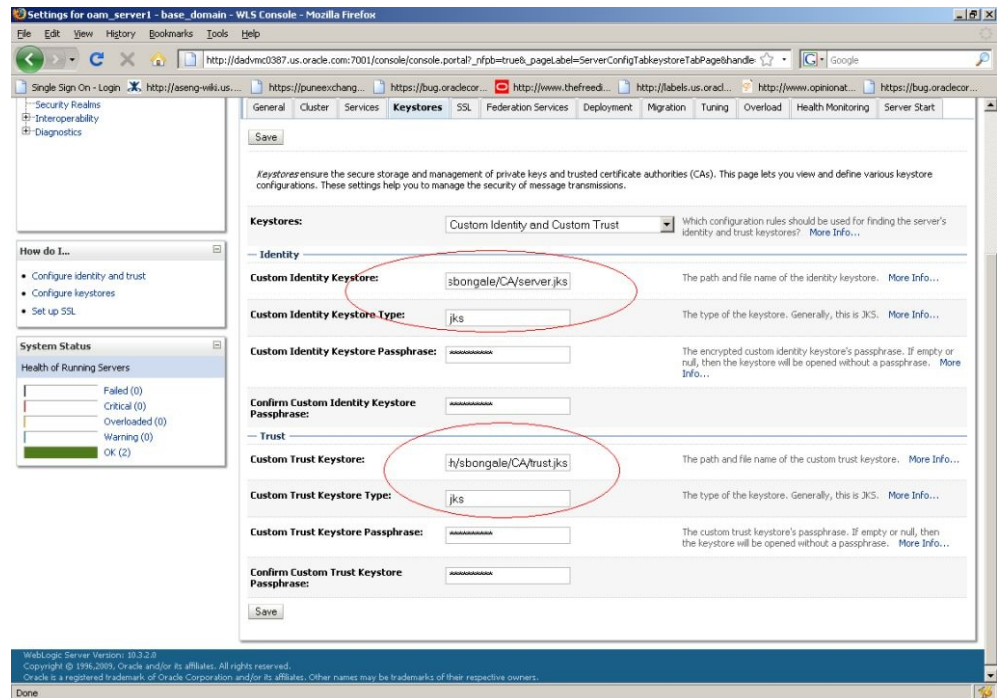 Settings for oam_server1 - base_domain - WLS Console - Mozilla Firefox
File Edit View History Bookmarks Tools Help
http://dadvmc0387.us.oracle.com:7001/console/console.portal?_nfpb=true&_pageLabel=ServerConfigTabkeystoreTabPage&handle
Google
Single Sign On - Login http://aseng-wiki.us.... https://puneexchang... https://bug.oraclecor... http://www.thefreedi... http://labels.us.oracl... http://www.opinionat... https://bug.oraclecor...
Security Realms
Interoperability
Diagnostics
General Cluster Services Keystores SSL Federation Services Deployment Migration Tuning Overload Health Monitoring Server Start
Save
Keystores ensure the secure storage and management of private keys and trusted certificate authorities (CAs). This page lets you view and define various keystore
configurations. These settings help you to manage the security of message transmissions.
Keystores: Custom Identity and Custom Trust Which configuration rules should be used for finding the server's
identity and trust keystores? More Info...
How do I...
Configure identity and trust
Configure keystores
Set up SSL
System Status
Health of Running Servers
Failed (0)
Critical (0)
Overloaded (0)
Warning (0)
OK (2)
Identity
Custom Identity Keystore: sbongale/CA/server.jks The path and file name of the identity keystore. More Info...
Custom Identity Keystore Type: jks The type of the keystore. Generally, this is JKS. More Info...
Custom Identity Keystore Passphrase: ********** The encrypted custom identity keystore's passphrase. If empty or
null, then the keystore will be opened without a passphrase. More
Info...
Confirm Custom Identity Keystore
Passphrase: **********
Trust
Custom Trust Keystore: h/sbongale/CA/trust.jks The path and file name of the custom trust keystore. More Info...
Custom Trust Keystore Type: jks The type of the keystore. Generally, this is JKS. More Info...
Custom Trust Keystore Passphrase: ********** The custom trust keystore's passphrase. If empty or null, then
the keystore will be opened without a passphrase. More Info...
Confirm Custom Trust Keystore
Passphrase: **********
Save
WebLogic Server Version: 10.3.2.0
Copyright © 1996,2009, Oracle and/or its affiliates. All rights reserved.
Oracle is a registered trademark of Oracle Corporation and/or its affiliates. Other names may be trademarks of their respective owners.
Done